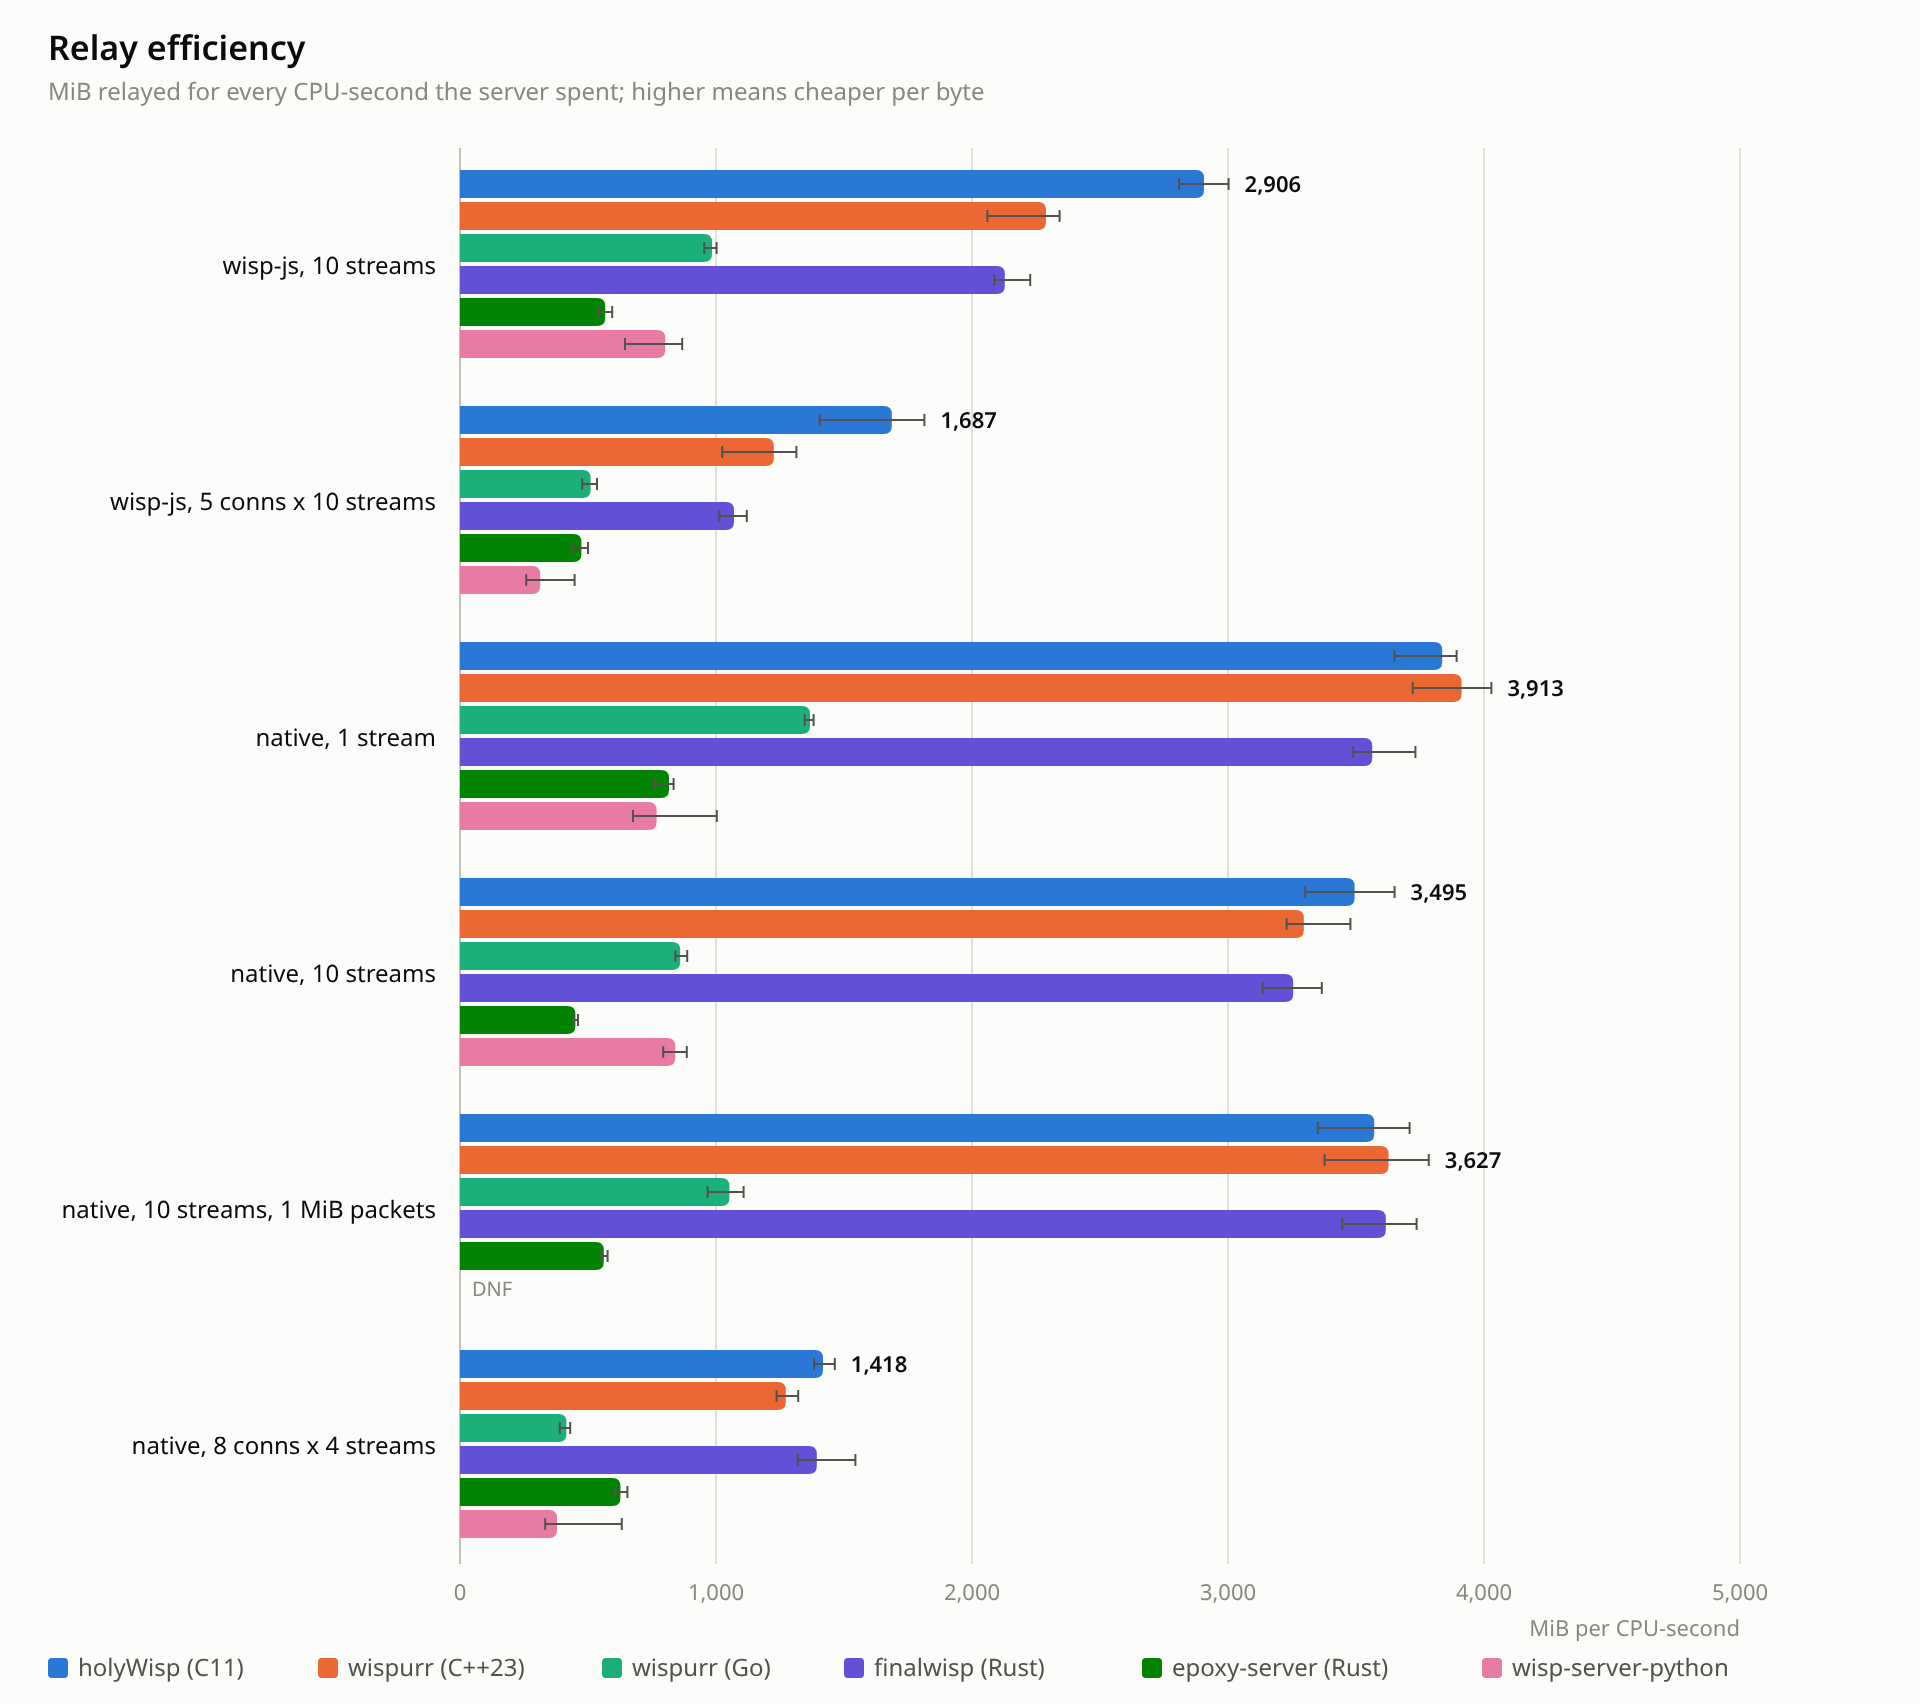 Relay efficiency
MiB relayed for every CPU-second the server spent; higher means cheaper per byte
2,906
wisp-js, 10 streams
1,687
wisp-js, 5 conns x 10 streams
3,913
native, 1 stream
3,495
native, 10 streams
3,627
native, 10 streams, 1 MiB packets
DNF
1,418
native, 8 conns x 4 streams
0 1,000 2,000 3,000 4,000 5,000
MiB per CPU-second
holyWisp (C11) wispurr (C++23) wispurr (Go) finalwisp (Rust) epoxy-server (Rust) wisp-server-python